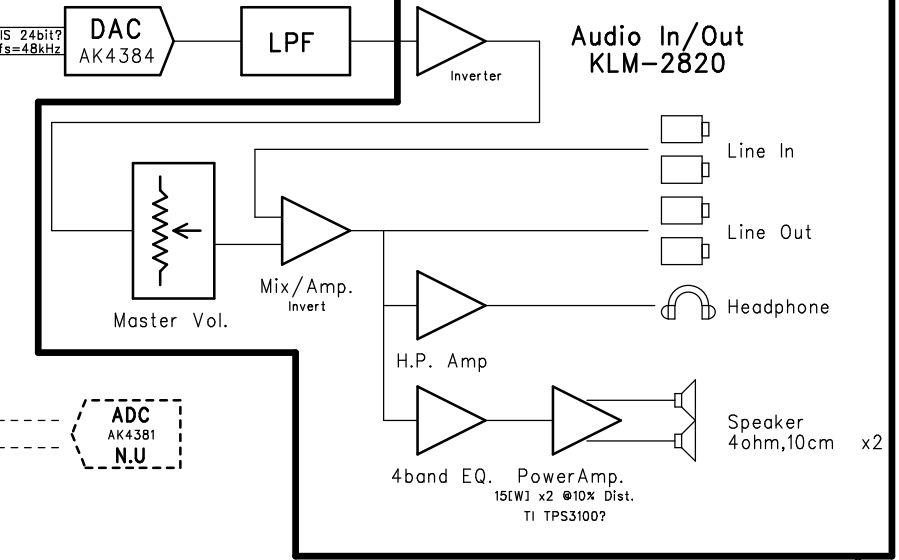 IS 24bit?
fs=48kHz
DAC
AK4384
LPF
Inverter
Audio In/Out
KLM-2820
Line In
Line Out
Mix/Amp.
Invert
Master Vol.
Headphone
H.P. Amp
ADC
AK4381
N.U
Speaker
4ohm,10cm x2
4band EQ. PowerAmp.
15[W] x2 @10% Dist.
TI TPS3100?